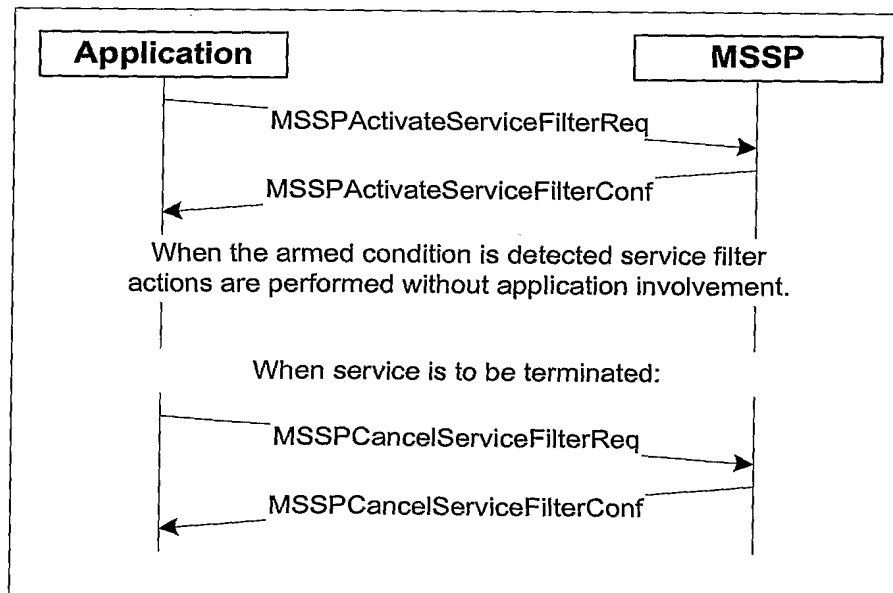 Application
MSSP
MSSPActivateServiceFilterReq
MSSPActivateServiceFilterConf
When the armed condition is detected service filter
actions are performed without application involvement.
When service is to be terminated:
MSSPCancelServiceFilterReq
MSSPCancelServiceFilterConf